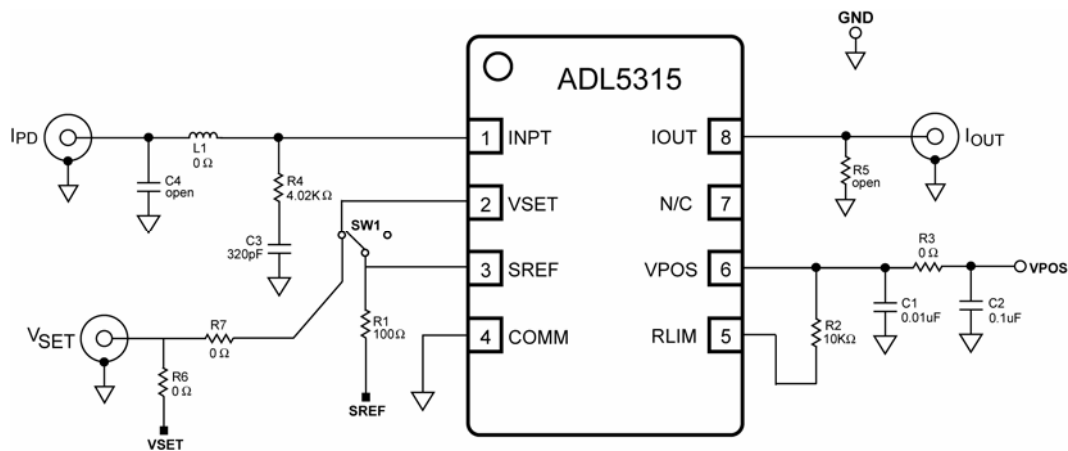 GND
ADL5315
IPD
L1
0 Ω
C4
open
R4
4.02KΩ
C3
320pF
1 INPT
2 VSET
3 SREF
4 COMM
IOUT 8
N/C 7
VPOS 6
RLIM 5
IOUT
R5
open
SW1
VSET
R7
0 Ω
R6
0 Ω
VSET
R1
100Ω
SREF
R3
0 Ω
VPOS
C1
0.01uF
C2
0.1uF
R2
10KΩ